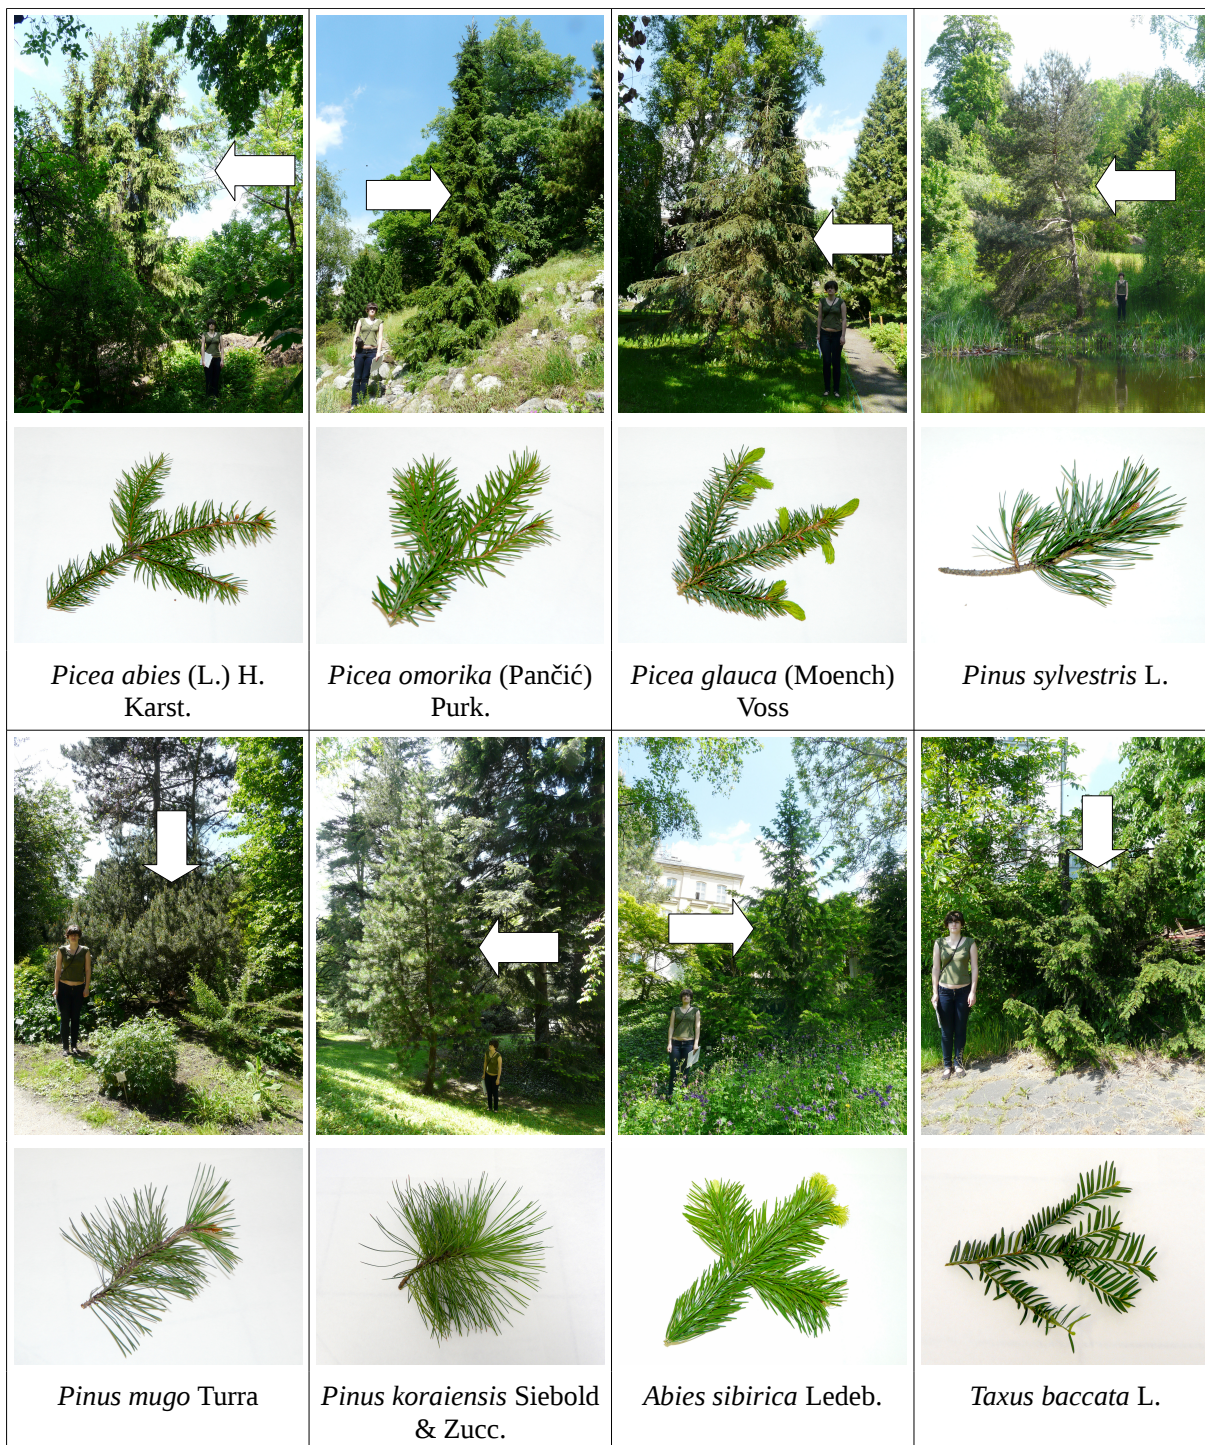 Picea abies (L.) H.
Karst.
Picea omorika (Pančić)
Purk.
Picea glauca (Moench)
Voss
Pinus sylvestris L.
Pinus mugo Turra
Pinus koraiensis Siebold
& Zucc.
Abies sibirica Ledeb.
Taxus baccata L.